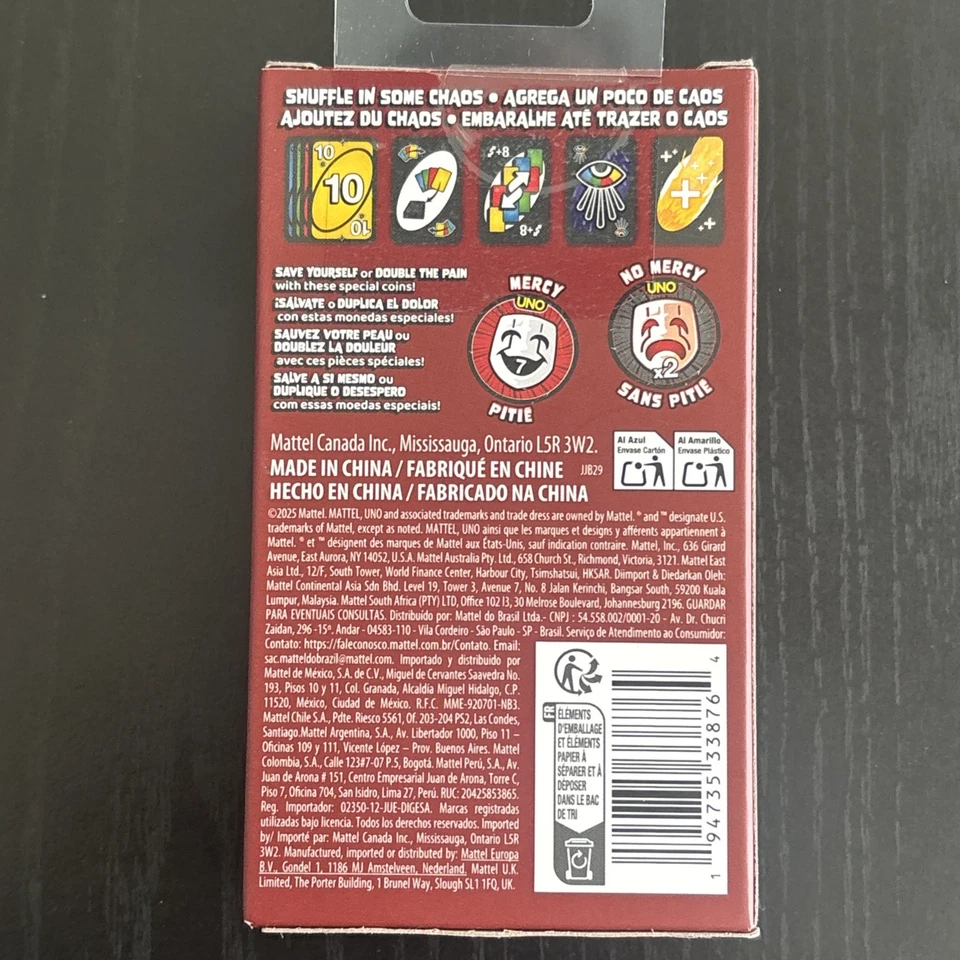 SHUFFLE IN SOME CHAOS • AGREGA UN POCO DE CAOS
AJOUTEZ DU CHAOS • EMBARALHE ATÉ TRAZER O CAOS
10
10
10
+8
+8
SAVE YOURSELF or DOUBLE THE PAIN
with these special coins!
¡SÁLVATE o DUPLICA EL DOLOR
con estas monedas especiales!
SAUVEZ VOTRE PEAU ou
DOUBLEZ LA DOULEUR
avec ces pièces spéciales!
SALVE A SI MESMO ou
DUPLIQUE O DESESPERO
com essas moedas especiais!
MERCY
UNO
7
PITIÉ
NO MERCY
UNO
x2
SANS PITIÉ
Mattel Canada Inc., Mississauga, Ontario L5R 3W2.
MADE IN CHINA / FABRIQUÉ EN CHINE JJB29
HECHO EN CHINA / FABRICADO NA CHINA
Al Azul
Envase Cartón
Al Amarillo
Envase Plástico
©2025 Mattel. MATTEL, UNO and associated trademarks and trade dress are owned by Mattel. ® and ™ designate U.S.
trademarks of Mattel, except as noted. MATTEL, UNO ainsi que les marques et designs y afférents appartiennent à
Mattel. ® et ™ désignent des marques de Mattel aux États-Unis, sauf indication contraire. Mattel, Inc., 636 Girard
Avenue, East Aurora, NY 14052, U.S.A. Mattel Australia Pty. Ltd., 658 Church St., Richmond, Victoria, 3121. Mattel East
Asia Ltd., 12/F, South Tower, World Finance Center, Harbour City, Tsimshatsui, HKSAR. Diimport & Diedarkan Oleh:
Mattel Continental Asia Sdn Bhd. Level 19, Tower 3, Avenue 7, No. 8 Jalan Kerinchi, Bangsar South, 59200 Kuala
Lumpur, Malaysia. Mattel South Africa (PTY) LTD, Office 102 I3, 30 Melrose Boulevard, Johannesburg 2196. GUARDAR
PARA EVENTUAIS CONSULTAS. Distribuído por: Mattel do Brasil Ltda.- CNPJ : 54.558.002/0001-20 - Av. Dr. Chucri
Zaidan, 296 -15º. Andar - 04583-110 - Vila Cordeiro - São Paulo - SP - Brasil. Serviço de Atendimento ao Consumidor:
Contato: https://faleconosco.mattel.com.br/Contato. Email:
sac.matteldobrazil@mattel.com. Importado y distribuido por
Mattel de México, S.A. de C.V., Miguel de Cervantes Saavedra No.
193, Pisos 10 y 11, Col. Granada, Alcaldía Miguel Hidalgo, C.P.
11520, México, Ciudad de México. R.F.C. MME-920701-NB3.
Mattel Chile S.A., Pdte. Riesco 5561, Of. 203-204 PS2, Las Condes,
Santiago.Mattel Argentina, S.A., Av. Libertador 1000, Piso 11 –
Oficinas 109 y 111, Vicente López – Prov. Buenos Aires. Mattel
Colombia, S.A., Calle 123#7-07 P.5, Bogotá. Mattel Perú, S.A., Av.
Juan de Arona # 151, Centro Empresarial Juan de Arona, Torre C,
Piso 7, Oficina 704, San Isidro, Lima 27, Perú. RUC: 20425853865.
Reg. Importador: 02350-12-JUE-DIGESA. Marcas registradas
utilizadas bajo licencia. Todos los derechos reservados. Imported
by/ Importé par: Mattel Canada Inc., Mississauga, Ontario L5R
3W2. Manufactured, imported or distributed by: Mattel Europa
B.V., Gondel 1, 1186 MJ Amstelveen, Nederland. Mattel U.K.
Limited, The Porter Building, 1 Brunel Way, Slough SL1 1FQ, UK.
FR
ÉLÉMENTS
D'EMBALLAGE
ET ÉLÉMENTS
PAPIER À
SÉPARER ET À
DÉPOSER
DANS LE BAC
DE TRI
1 94735 33876 4